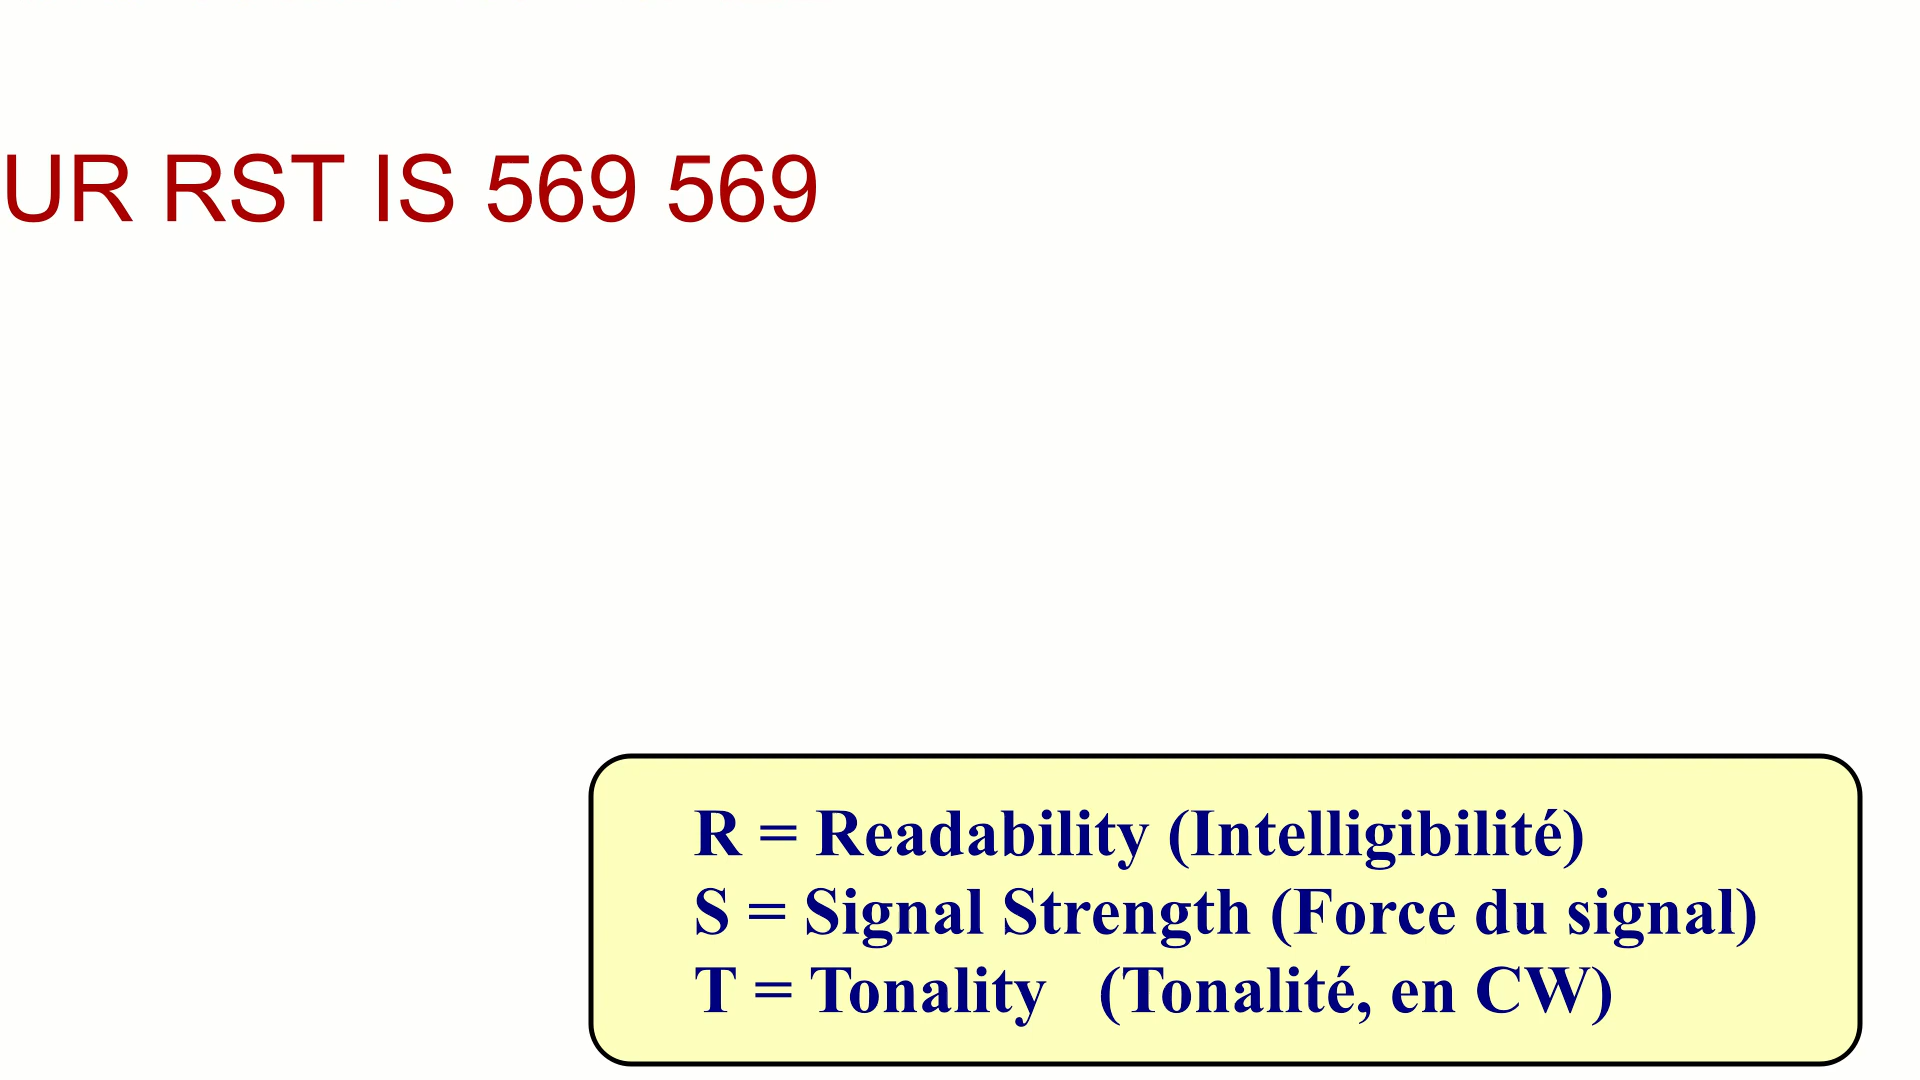 UR RST IS 569 569
R = Readability (Intelligibilité)
S = Signal Strength (Force du signal)
T = Tonality (Tonalité, en CW)